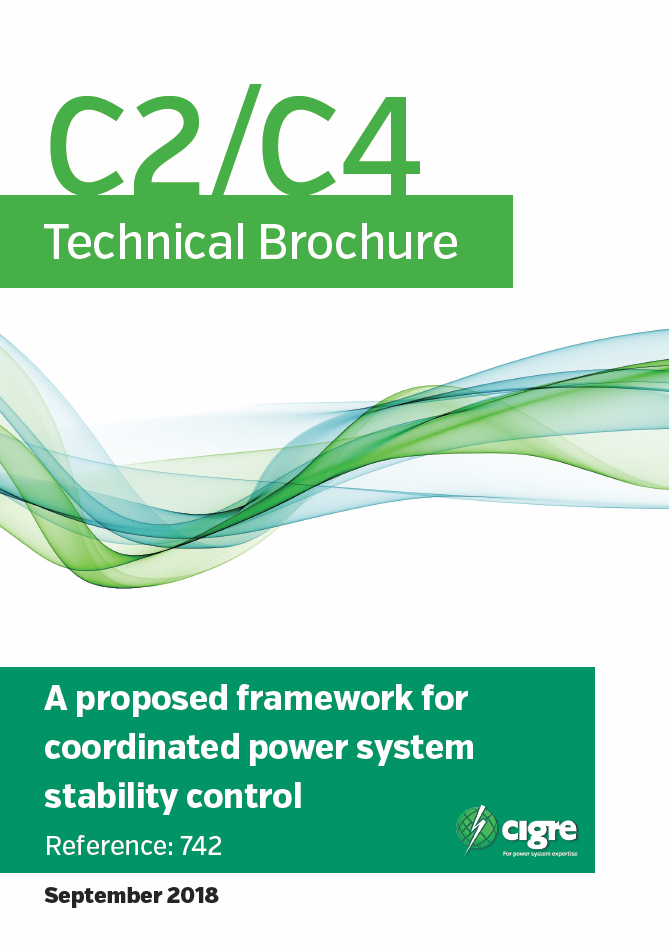 C2/C4
Technical Brochure
A proposed framework for
coordinated power system
stability control
Reference: 742
cigre
For power system expertise
September 2018